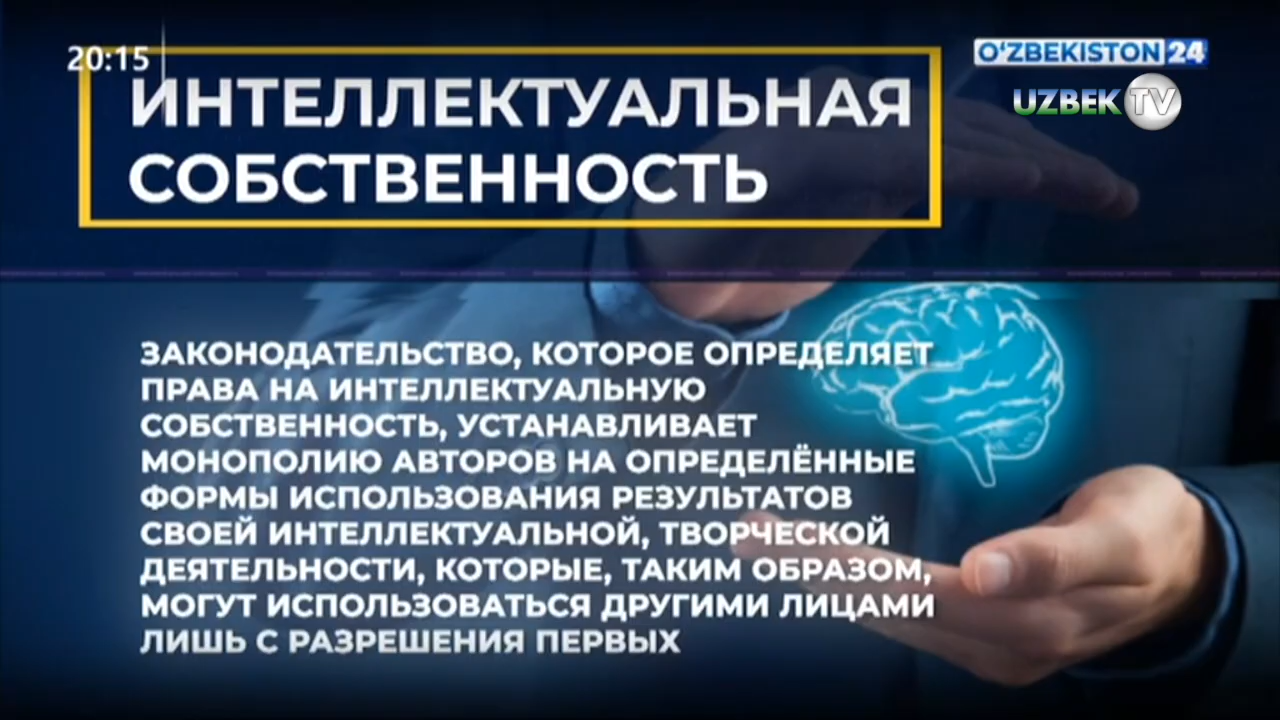 20:15
O‘ZBEKISTON 24
UZBEK TV
ИНТЕЛЛЕКТУАЛЬНАЯ
СОБСТВЕННОСТЬ
ЗАКОНОДАТЕЛЬСТВО, КОТОРОЕ ОПРЕДЕЛЯЕТ
ПРАВА НА ИНТЕЛЛЕКТУАЛЬНУЮ
СОБСТВЕННОСТЬ, УСТАНАВЛИВАЕТ
МОНОПОЛИЮ АВТОРОВ НА ОПРЕДЕЛЁННЫЕ
ФОРМЫ ИСПОЛЬЗОВАНИЯ РЕЗУЛЬТАТОВ
СВОЕЙ ИНТЕЛЛЕКТУАЛЬНОЙ, ТВОРЧЕСКОЙ
ДЕЯТЕЛЬНОСТИ, КОТОРЫЕ, ТАКИМ ОБРАЗОМ,
МОГУТ ИСПОЛЬЗОВАТЬСЯ ДРУГИМИ ЛИЦАМИ
ЛИШЬ С РАЗРЕШЕНИЯ ПЕРВЫХ